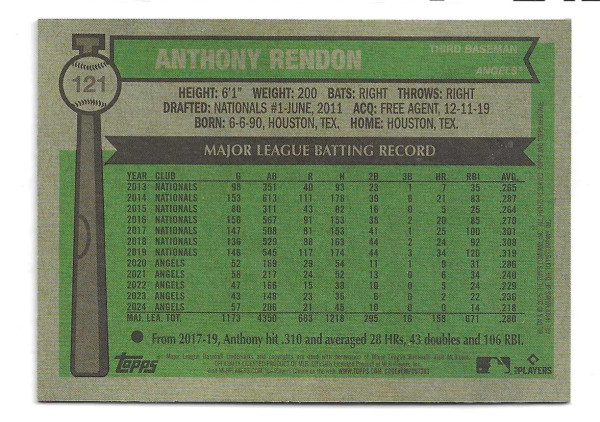 ANTHONY RENDON
THIRD BASEMAN
ANGELS
121
HEIGHT: 6'1" WEIGHT: 200 BATS: RIGHT THROWS: RIGHT
DRAFTED: NATIONALS #1-JUNE, 2011 ACQ: FREE AGENT, 12-11-19
BORN: 6-6-90, HOUSTON, TEX. HOME: HOUSTON, TEX.
MAJOR LEAGUE BATTING RECORD
YEAR CLUB G AB R H 2B 3B HR RBI AVG.
2013 NATIONALS 98 351 40 93 23 1 7 35 .265
2014 NATIONALS 153 613 111 176 39 6 21 83 .287
2015 NATIONALS 80 311 43 82 16 0 5 25 .264
2016 NATIONALS 156 567 91 153 38 2 20 85 .270
2017 NATIONALS 147 508 81 153 41 1 25 100 .301
2018 NATIONALS 136 529 88 163 44 2 24 92 .308
2019 NATIONALS 146 545 117 174 44 3 34 126 .319
2020 ANGELS 52 189 29 54 11 1 9 31 .286
2021 ANGELS 58 217 24 52 13 0 6 34 .240
2022 ANGELS 47 166 15 38 10 0 5 24 .229
2023 ANGELS 43 148 23 35 6 0 2 22 .236
2024 ANGELS 57 206 21 45 10 0 0 14 .218
MAJ. LEA. TOT. 1173 4350 683 1218 295 16 158 671 .280
From 2017-19, Anthony hit .310 and averaged 28 HRs, 43 doubles and 106 RBI.
topps
PLAYERS